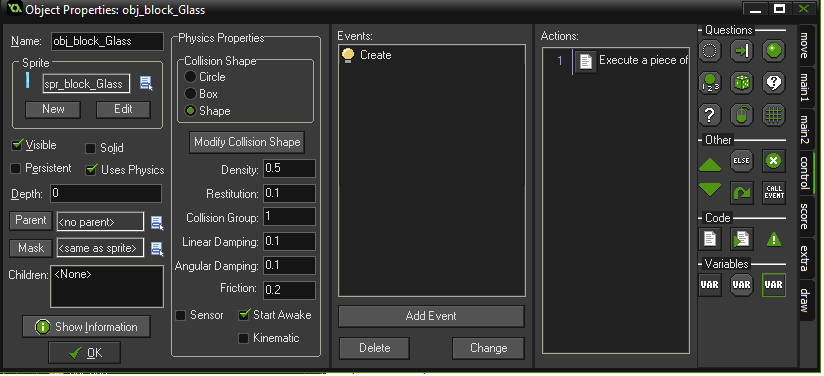 Object Properties: obj_block_Glass
Name: obj_block_Glass
Sprite
spr_block_Glass
New Edit
Visible Solid
Persistent Uses Physics
Depth: 0
Parent <no parent>
Mask <same as sprite>
Children: <None>
Show Information
OK
Physics Properties
Collision Shape
Circle
Box
Shape
Modify Collision Shape
Density: 0.5
Restitution: 0.1
Collision Group: 1
Linear Damping: 0.1
Angular Damping: 0.1
Friction: 0.2
Sensor Start Awake
Kinematic
Events:
Create
Add Event
Delete Change
Actions:
1 Execute a piece of
Questions
1 2 3
?
?
Other
ELSE
CALL
EVENT
Code
Variables
VAR VAR VAR
move
main1
main2
control
score
extra
draw